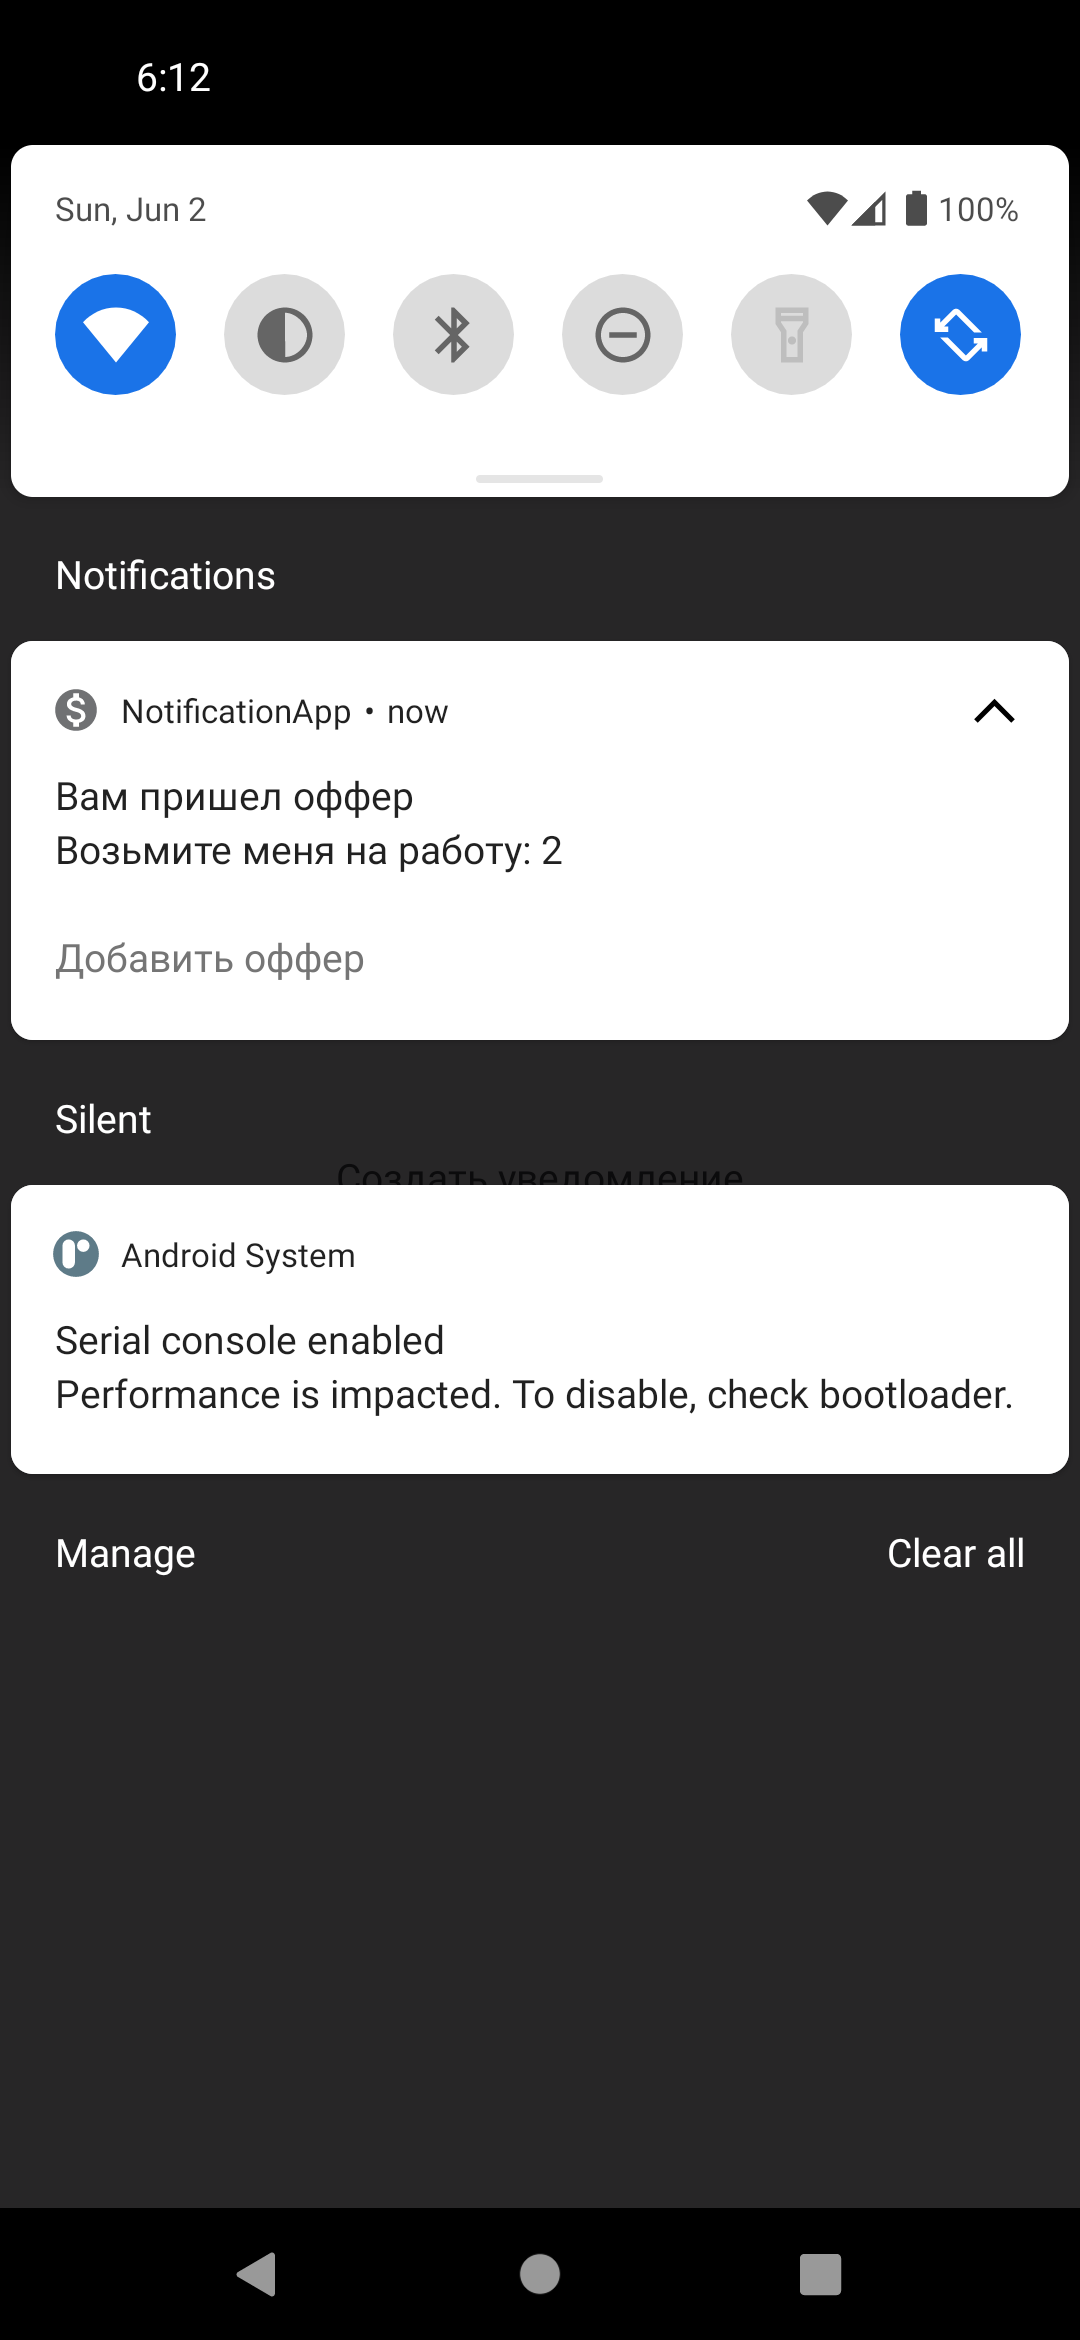 6:12
Sun, Jun 2
100%
Notifications
NotificationApp • now
Вам пришел оффер
Возьмите меня на работу: 2
Добавить оффер
Silent
Создать уведомление
Android System
Serial console enabled
Performance is impacted. To disable, check bootloader.
Manage
Clear all